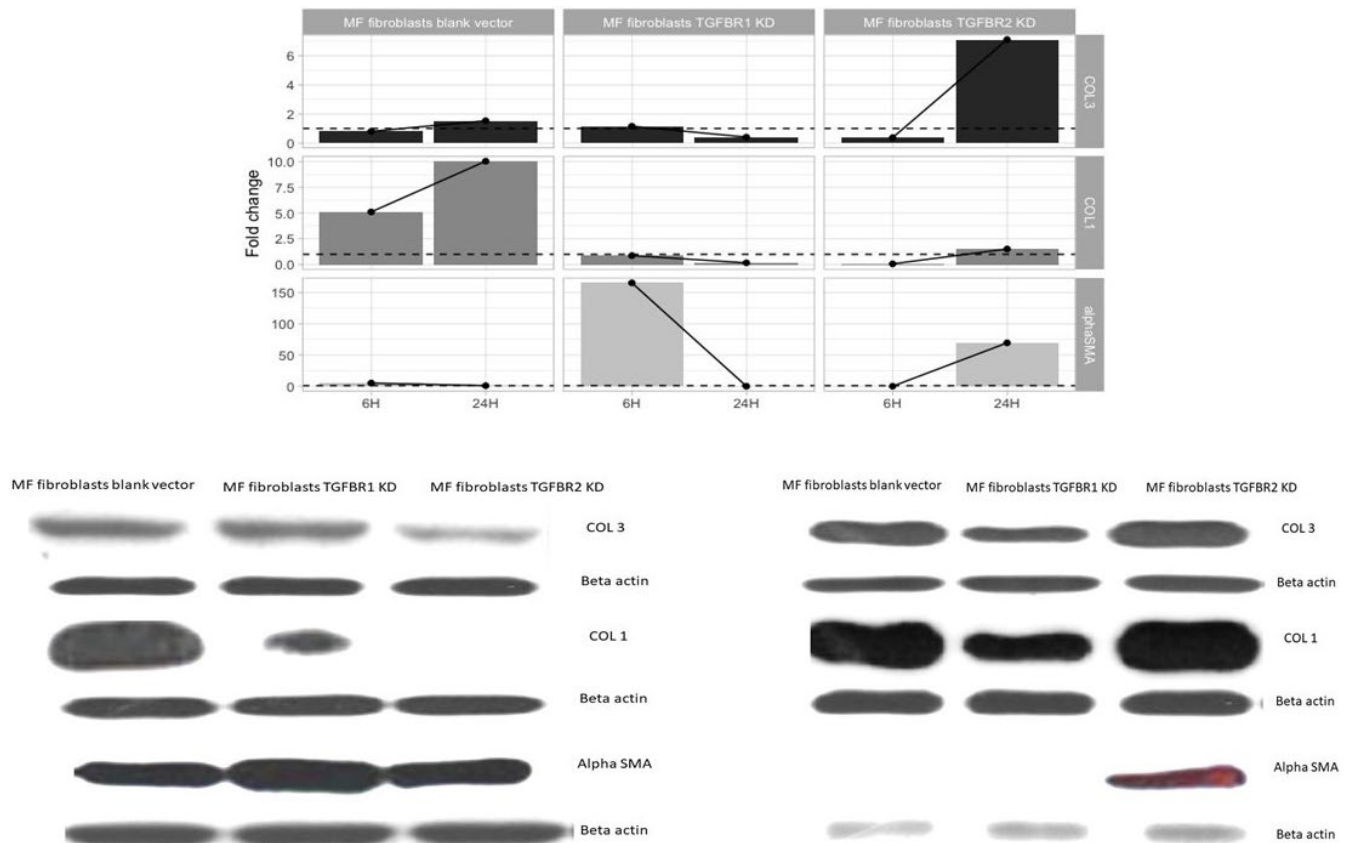 MF fibroblasts blank vector MF fibroblasts TGFBR1 KD MF fibroblasts TGFBR2 KD
Fold change
6
4
2
0
COL3
10.0
7.5
5.0
2.5
0.0
COL1
150
100
50
0
alphaSMA
6H 24H 6H 24H 6H 24H
MF fibroblasts blank vector MF fibroblasts TGFBR1 KD MF fibroblasts TGFBR2 KD
COL 3
Beta actin
COL 1
Beta actin
Alpha SMA
Beta actin
MF fibroblasts blank vector MF fibroblasts TGFBR1 KD MF fibroblasts TGFBR2 KD
COL 3
Beta actin
COL 1
Beta actin
Alpha SMA
Beta actin